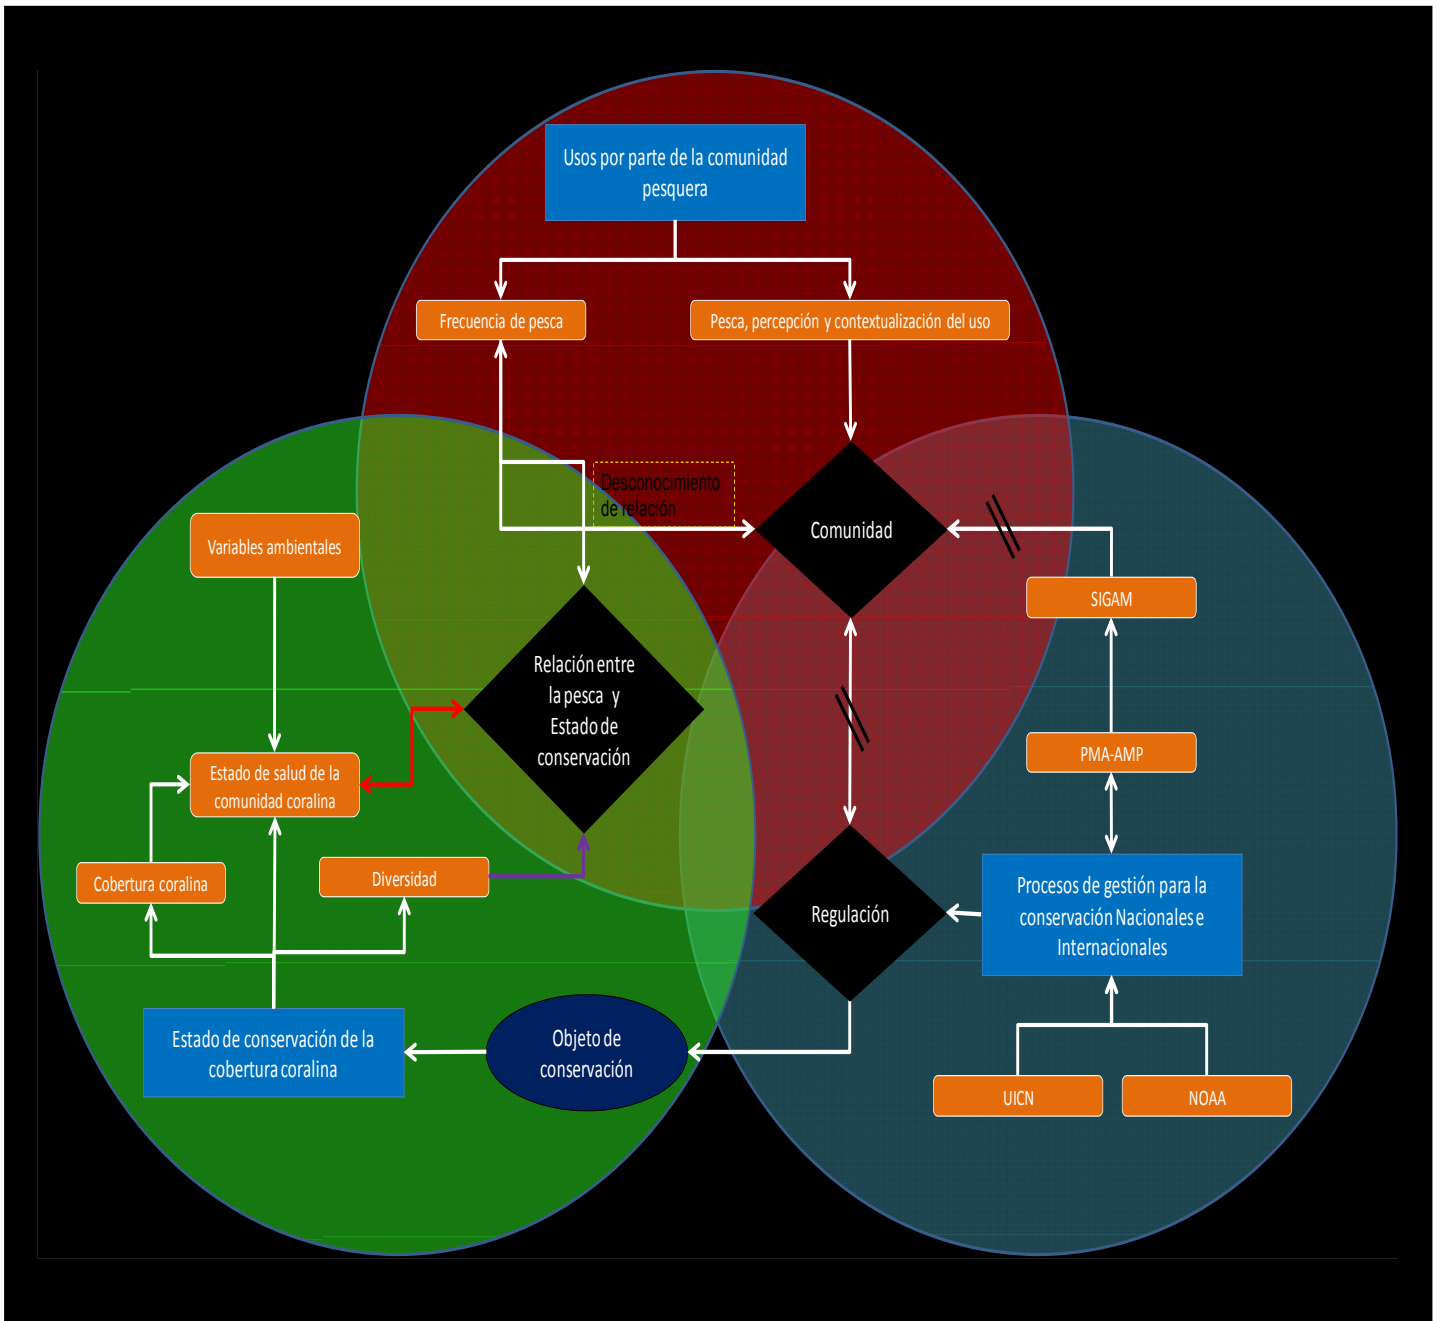 Usos por parte de la comunidad
pesquera
Frecuencia de pesca
Pesca, percepción y contextualización del uso
Desconocimiento
de relación
Comunidad
Variables ambientales
SIGAM
Relación entre
la pesca y
Estado de
conservación
PMA-AMP
Estado de salud de la
comunidad coralina
Cobertura coralina
Diversidad
Regulación
Procesos de gestión para la
conservación Nacionales e
Internacionales
Estado de conservación de la
cobertura coralina
Objeto de
conservación
UICN
NOAA